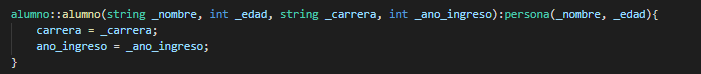 alumno::alumno(string _nombre, int _edad, string _carrera, int _ano_ingreso):persona(_nombre, _edad){
    carrera = _carrera;
    ano_ingreso = _ano_ingreso;
}